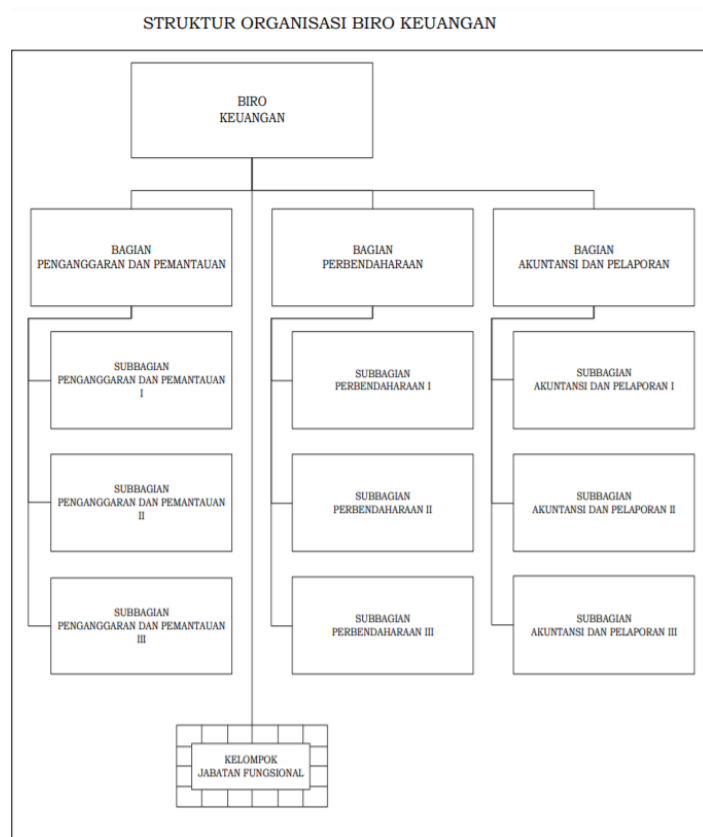 STRUKTUR ORGANISASI BIRO KEUANGAN
BIRO
KEUANGAN
BAGIAN
PENGANGGARAN DAN PEMANTAUAN
BAGIAN
PERBENDAHARAAN
BAGIAN
AKUNTANSI DAN PELAPORAN
SUBBAGIAN
PENGANGGARAN DAN PEMANTAUAN
I
SUBBAGIAN
PERBENDAHARAAN I
SUBBAGIAN
AKUNTANSI DAN PELAPORAN I
SUBBAGIAN
PENGANGGARAN DAN PEMANTAUAN
II
SUBBAGIAN
PERBENDAHARAAN II
SUBBAGIAN
AKUNTANSI DAN PELAPORAN II
SUBBAGIAN
PENGANGGARAN DAN PEMANTAUAN
III
SUBBAGIAN
PERBENDAHARAAN III
SUBBAGIAN
AKUNTANSI DAN PELAPORAN III
KELOMPOK
JABATAN FUNGSIONAL